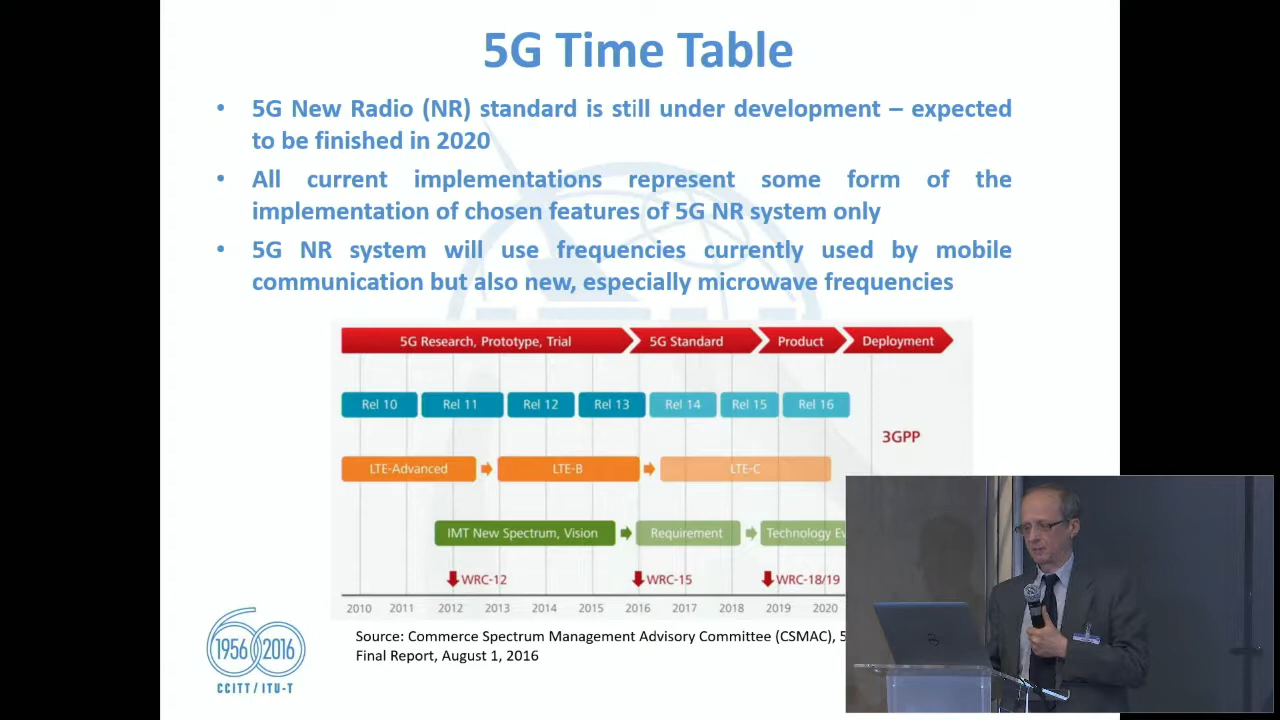 5G Time Table
• 5G New Radio (NR) standard is still under development – expected
to be finished in 2020
• All current implementations represent some form of the
implementation of chosen features of 5G NR system only
• 5G NR system will use frequencies currently used by mobile
communication but also new, especially microwave frequencies
5G Research, Prototype, Trial 5G Standard Product Deployment
Rel 10 Rel 11 Rel 12 Rel 13 Rel 14 Rel 15 Rel 16
3GPP
LTE-Advanced LTE-B LTE-C
IMT New Spectrum, Vision Requirement Technology Ev
WRC-12 WRC-15 WRC-18/19
2010 2011 2012 2013 2014 2015 2016 2017 2018 2019 2020
Source: Commerce Spectrum Management Advisory Committee (CSMAC), 5
Final Report, August 1, 2016
60
1956 2016
CCITT / ITU-T